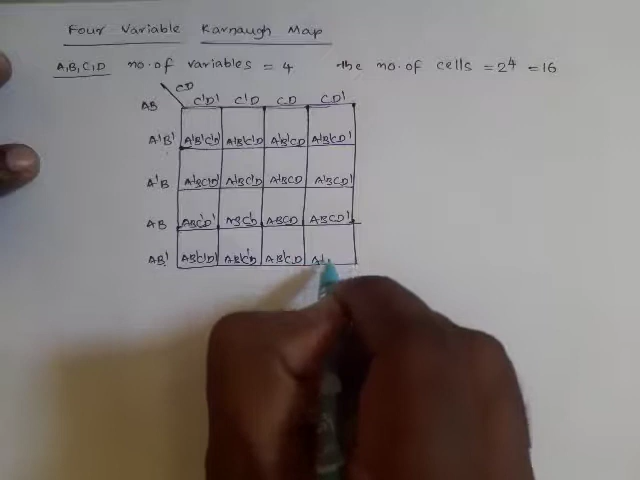 Four Variable Karnaugh Map
A,B,C,D no.of variables = 4 The no.of cells = 2⁴ = 16
CD
AB C'D' C'D CD CD'
A'B' A'B'C'D' A'B'C'D A'B'CD A'B'CD'
A'B A'BC'D' A'BC'D A'BCD A'BCD'
AB ABC'D' ABC'D ABCD ABCD'
AB' AB'C'D' AB'C'D AB'CD A